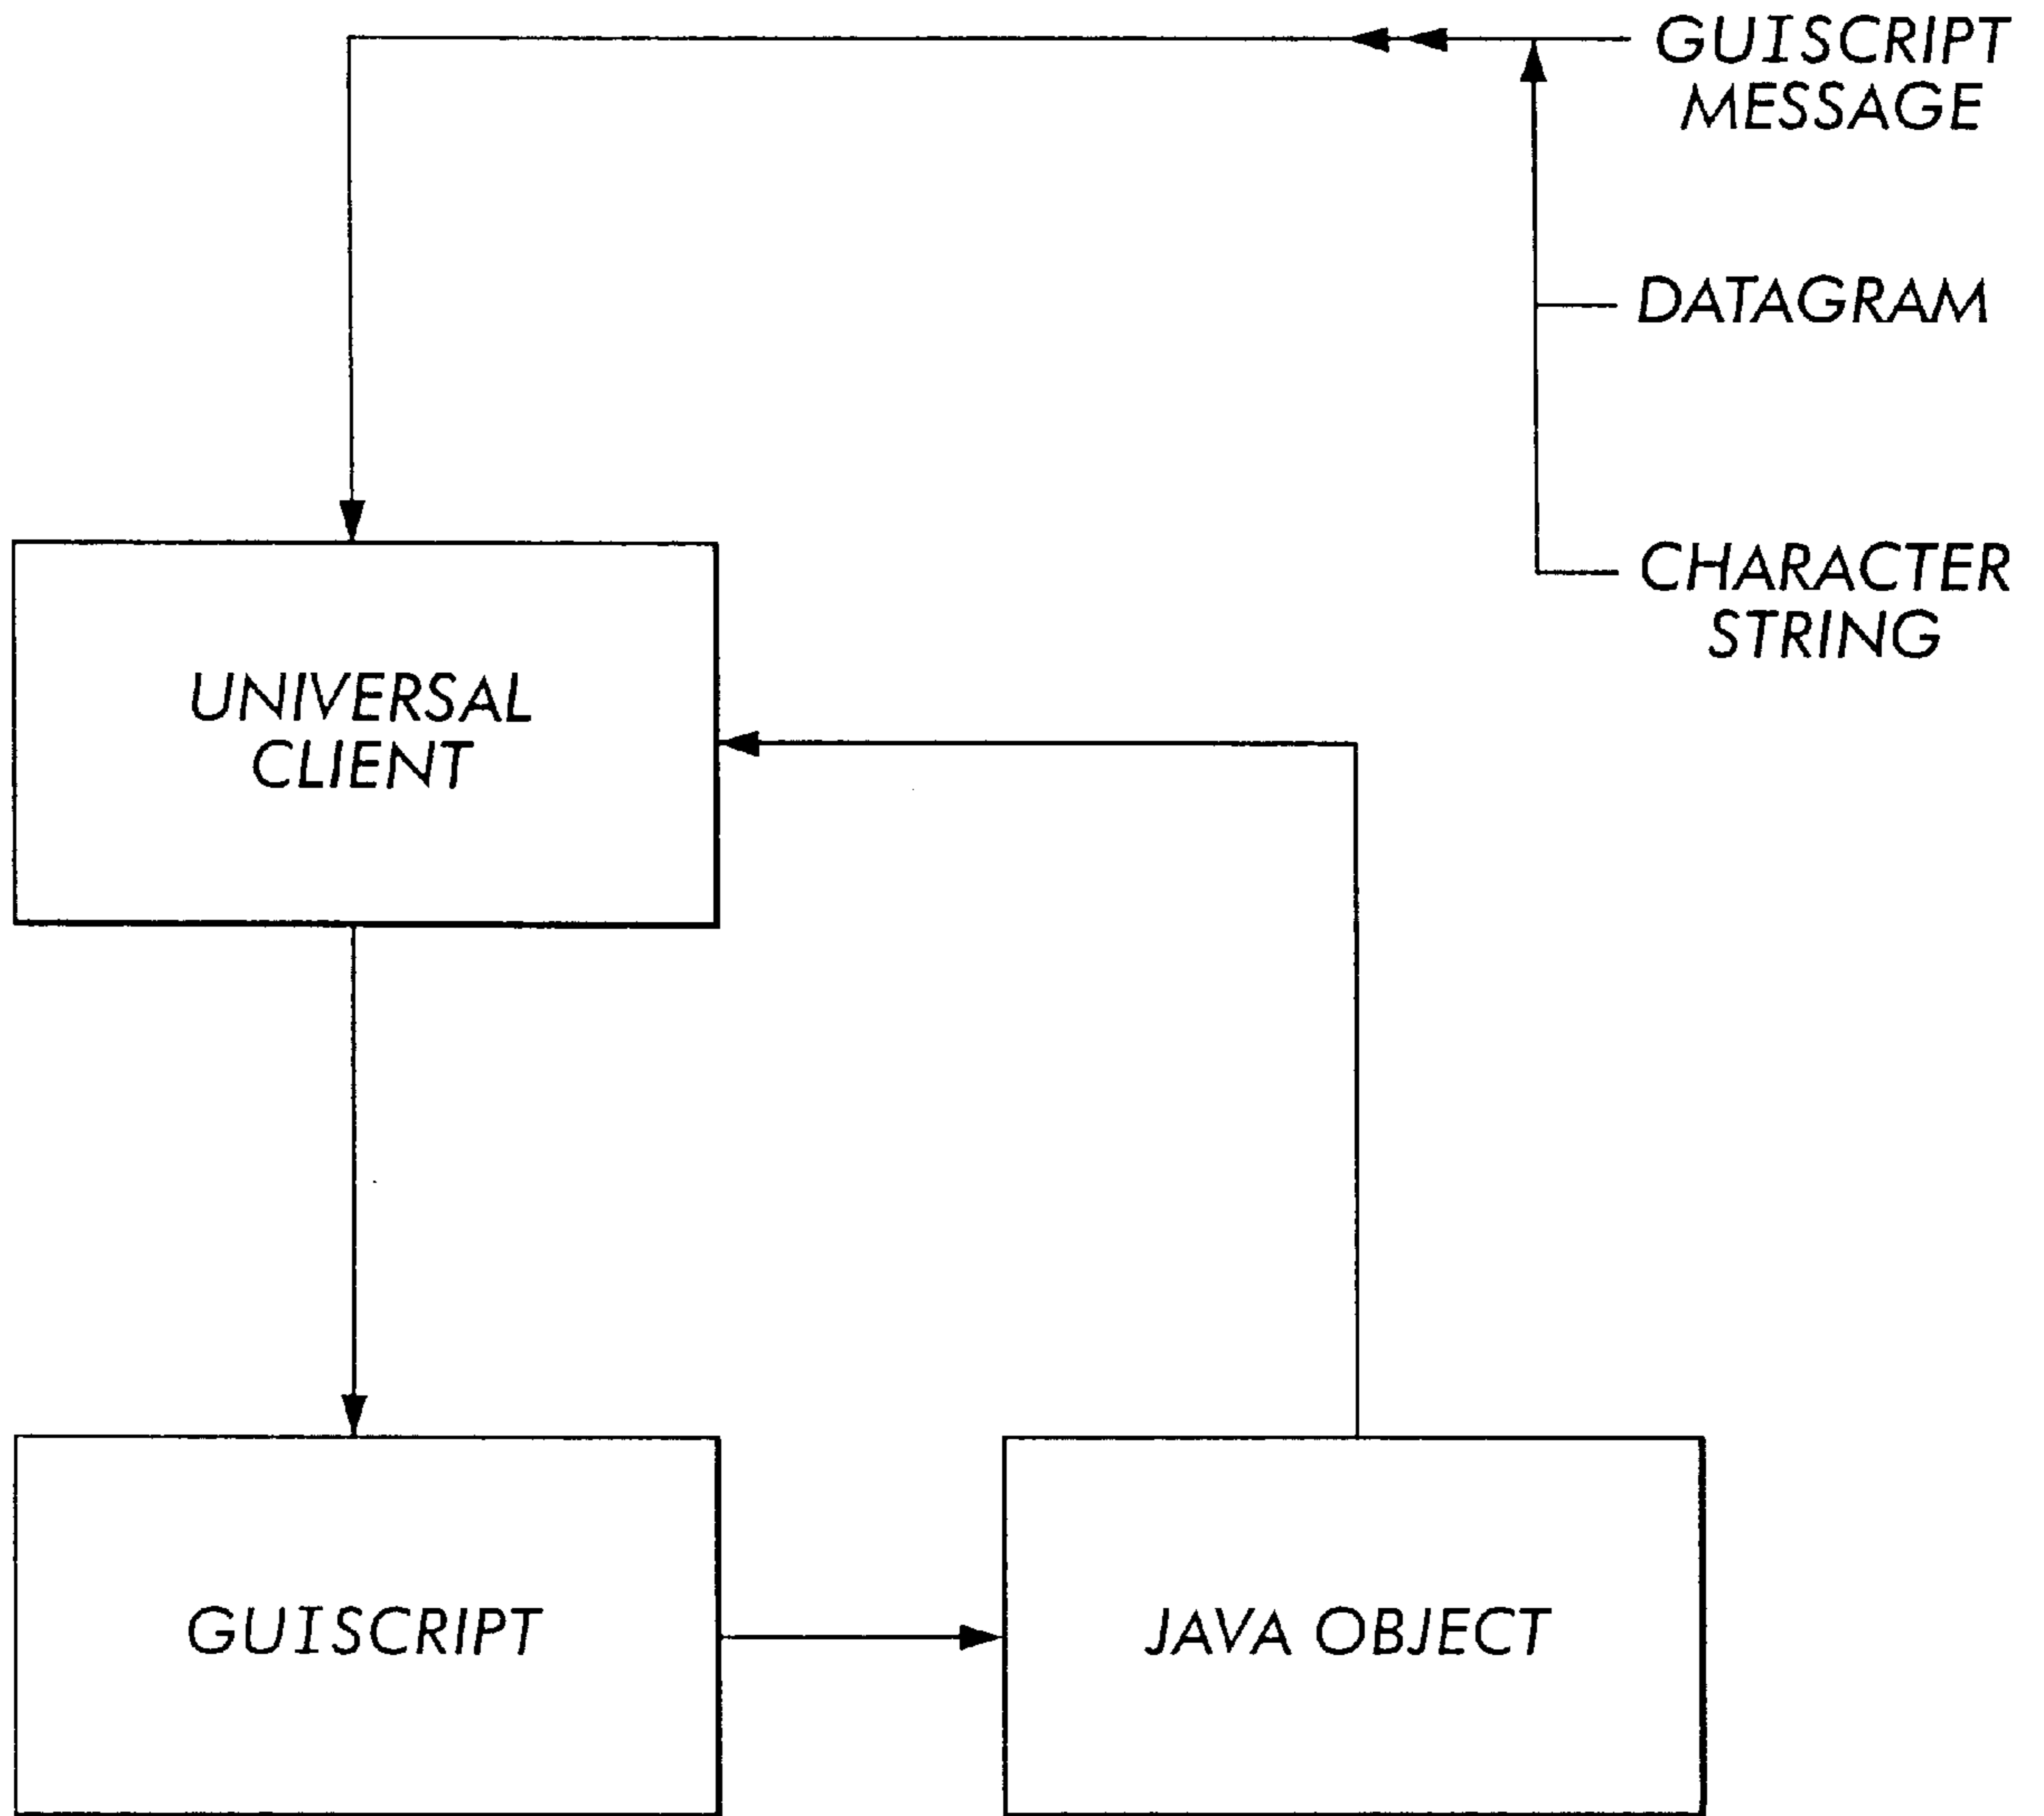 GUISCRIPT
MESSAGE
DATAGRAM
CHARACTER
STRING
UNIVERSAL
CLIENT
GUISCRIPT
JAVA OBJECT